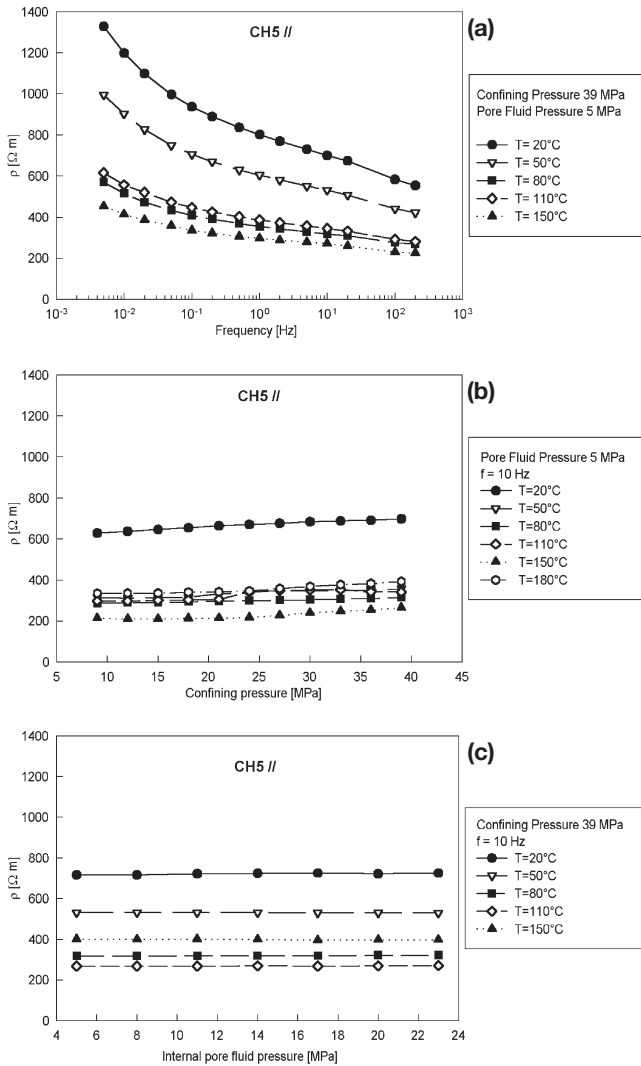 (a)
CH5 //
ρ [Ω m]
1400
1200
1000
800
600
400
200
0
10-3 10-2 10-1 100 101 102 103
Frequency [Hz]
Confining Pressure 39 MPa
Pore Fluid Pressure 5 MPa
T= 20°C
T= 50°C
T= 80°C
T= 110°C
T= 150°C
(b)
CH5 //
ρ [Ω m]
1400
1200
1000
800
600
400
200
0
5 10 15 20 25 30 35 40 45
Confining pressure [MPa]
Pore Fluid Pressure 5 MPa
f = 10 Hz
T=20°C
T=50°C
T=80°C
T=110°C
T=150°C
T=180°C
(c)
CH5 //
ρ [Ω m]
1400
1200
1000
800
600
400
200
0
4 6 8 10 12 14 16 18 20 22 24
Internal pore fluid pressure [MPa]
Confining Pressure 39 MPa
f = 10 Hz
T=20°C
T=50°C
T=80°C
T=110°C
T=150°C